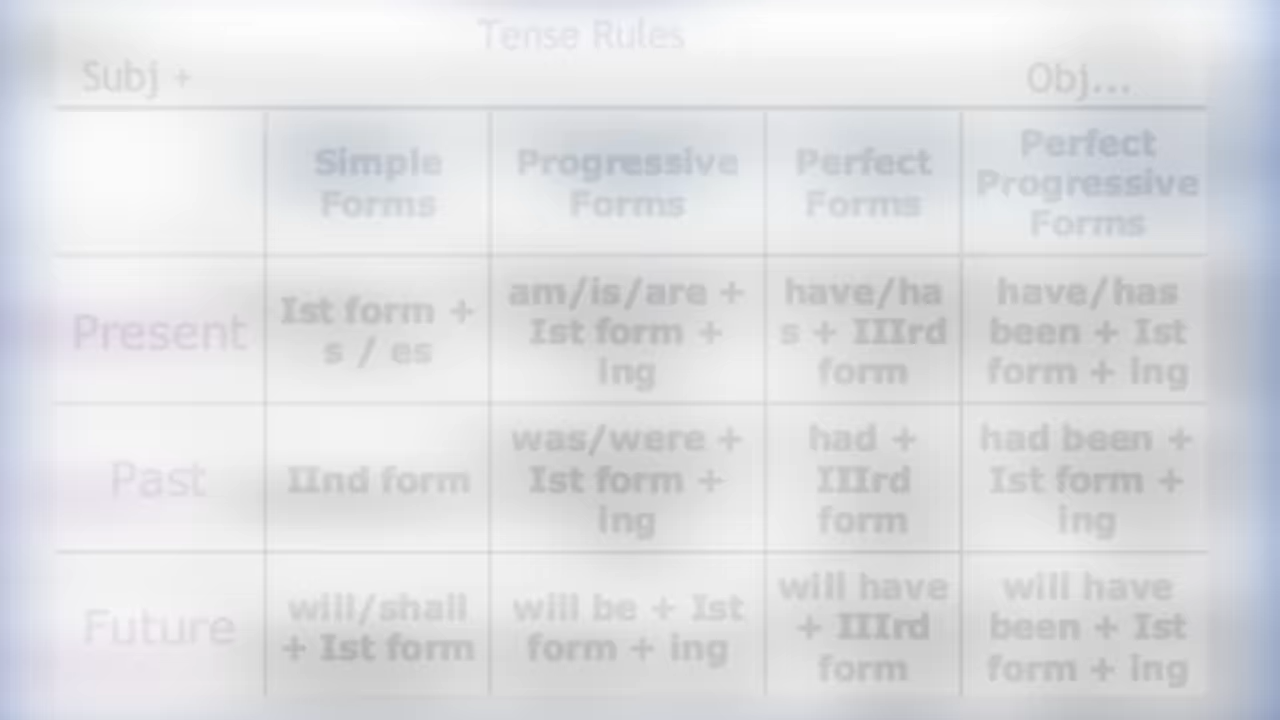 Tense Rules
Subj +
Obj...
Simple
Forms
Progressive
Forms
Perfect
Forms
Perfect
Progressive
Forms
Present
Ist form +
s / es
am/is/are +
Ist form +
ing
have/ha
s + IIIrd
form
have/has
been + Ist
form + ing
Past
IInd form
was/were +
Ist form +
ing
had +
IIIrd
form
had been +
Ist form +
ing
Future
will/shall
+ Ist form
will be + Ist
form + ing
will have
+ IIIrd
form
will have
been + Ist
form + ing